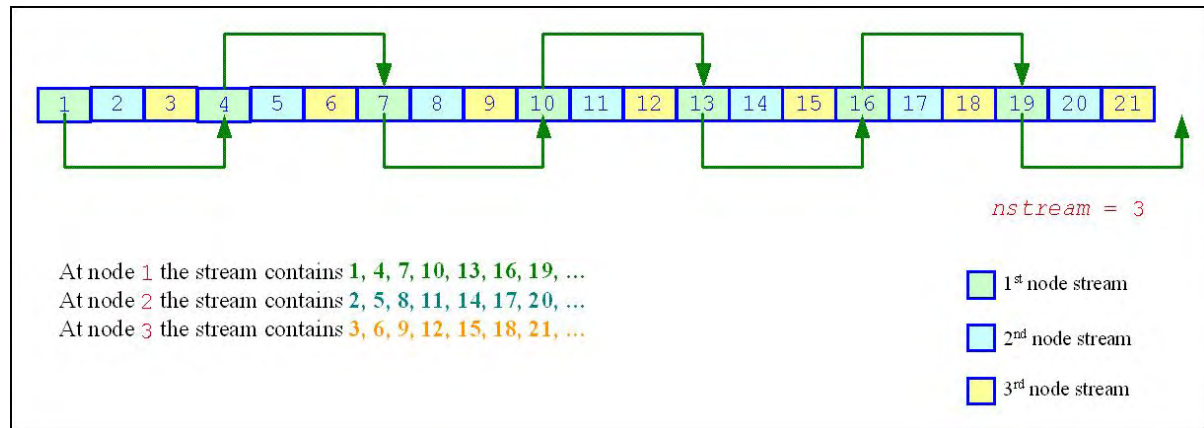 1 2 3 4 5 6 7 8 9 10 11 12 13 14 15 16 17 18 19 20 21
nstream = 3
At node 1 the stream contains 1, 4, 7, 10, 13, 16, 19, ...
At node 2 the stream contains 2, 5, 8, 11, 14, 17, 20, ...
At node 3 the stream contains 3, 6, 9, 12, 15, 18, 21, ...
1st node stream
2nd node stream
3rd node stream